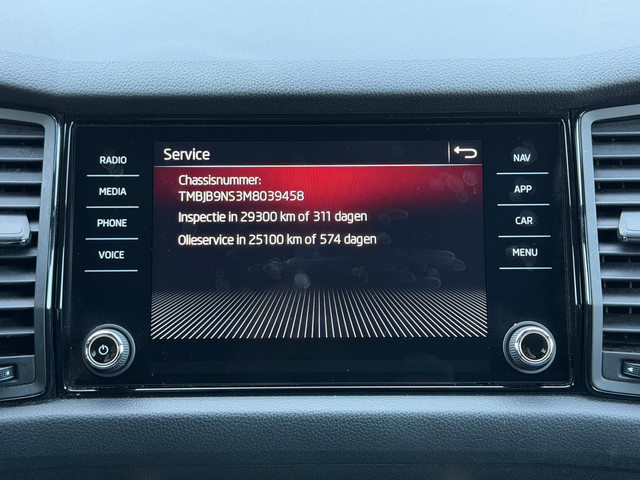 Service
Chassisnummer:
TMBJB9NS3M8039458
Inspectie in 29300 km of 311 dagen
Olieservice in 25100 km of 574 dagen
RADIO
MEDIA
PHONE
VOICE
NAV
APP
CAR
MENU